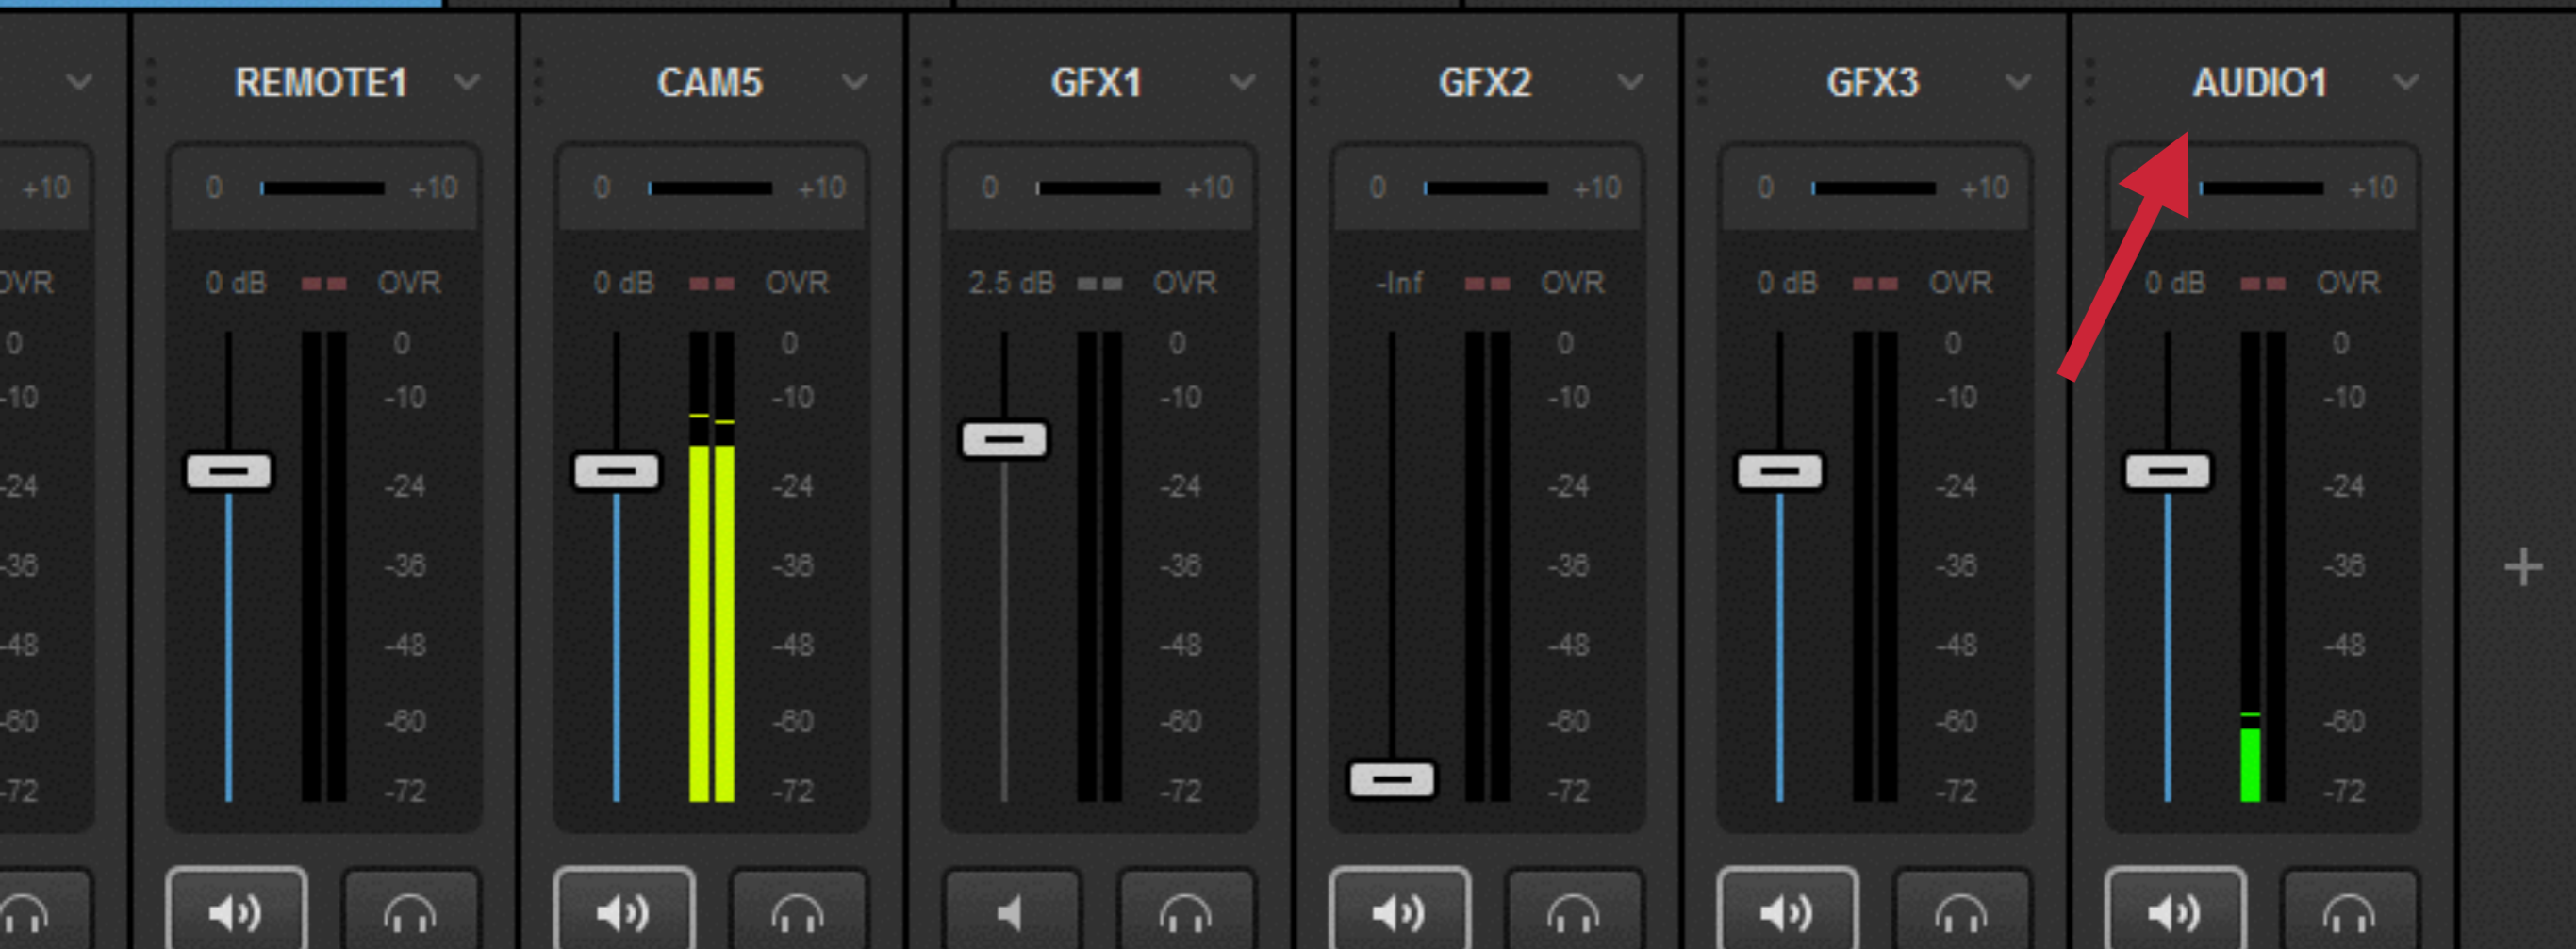 REMOTE1 CAM5 GFX1 GFX2 GFX3 AUDIO1
+10 0 +10 0 +10 0 +10 0 +10 0 +10 +10
OVR 0 dB OVR 0 dB OVR 2.5 dB OVR -Inf OVR 0 dB OVR 0 dB OVR
0 0 0 0 0 0 0
-10 -10 -10 -10 -10 -10 -10
-24 -24 -24 -24 -24 -24 -24
-36 -36 -36 -36 -36 -36 -36
-48 -48 -48 -48 -48 -48 -48
-60 -60 -60 -60 -60 -60 -60
-72 -72 -72 -72 -72 -72 -72